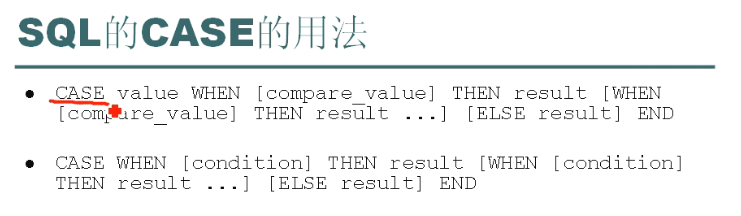 SQL的CASE的用法
● CASE value WHEN [compare_value] THEN result [WHEN
[compare_value] THEN result ...] [ELSE result] END
● CASE WHEN [condition] THEN result [WHEN [condition]
THEN result ...] [ELSE result] END